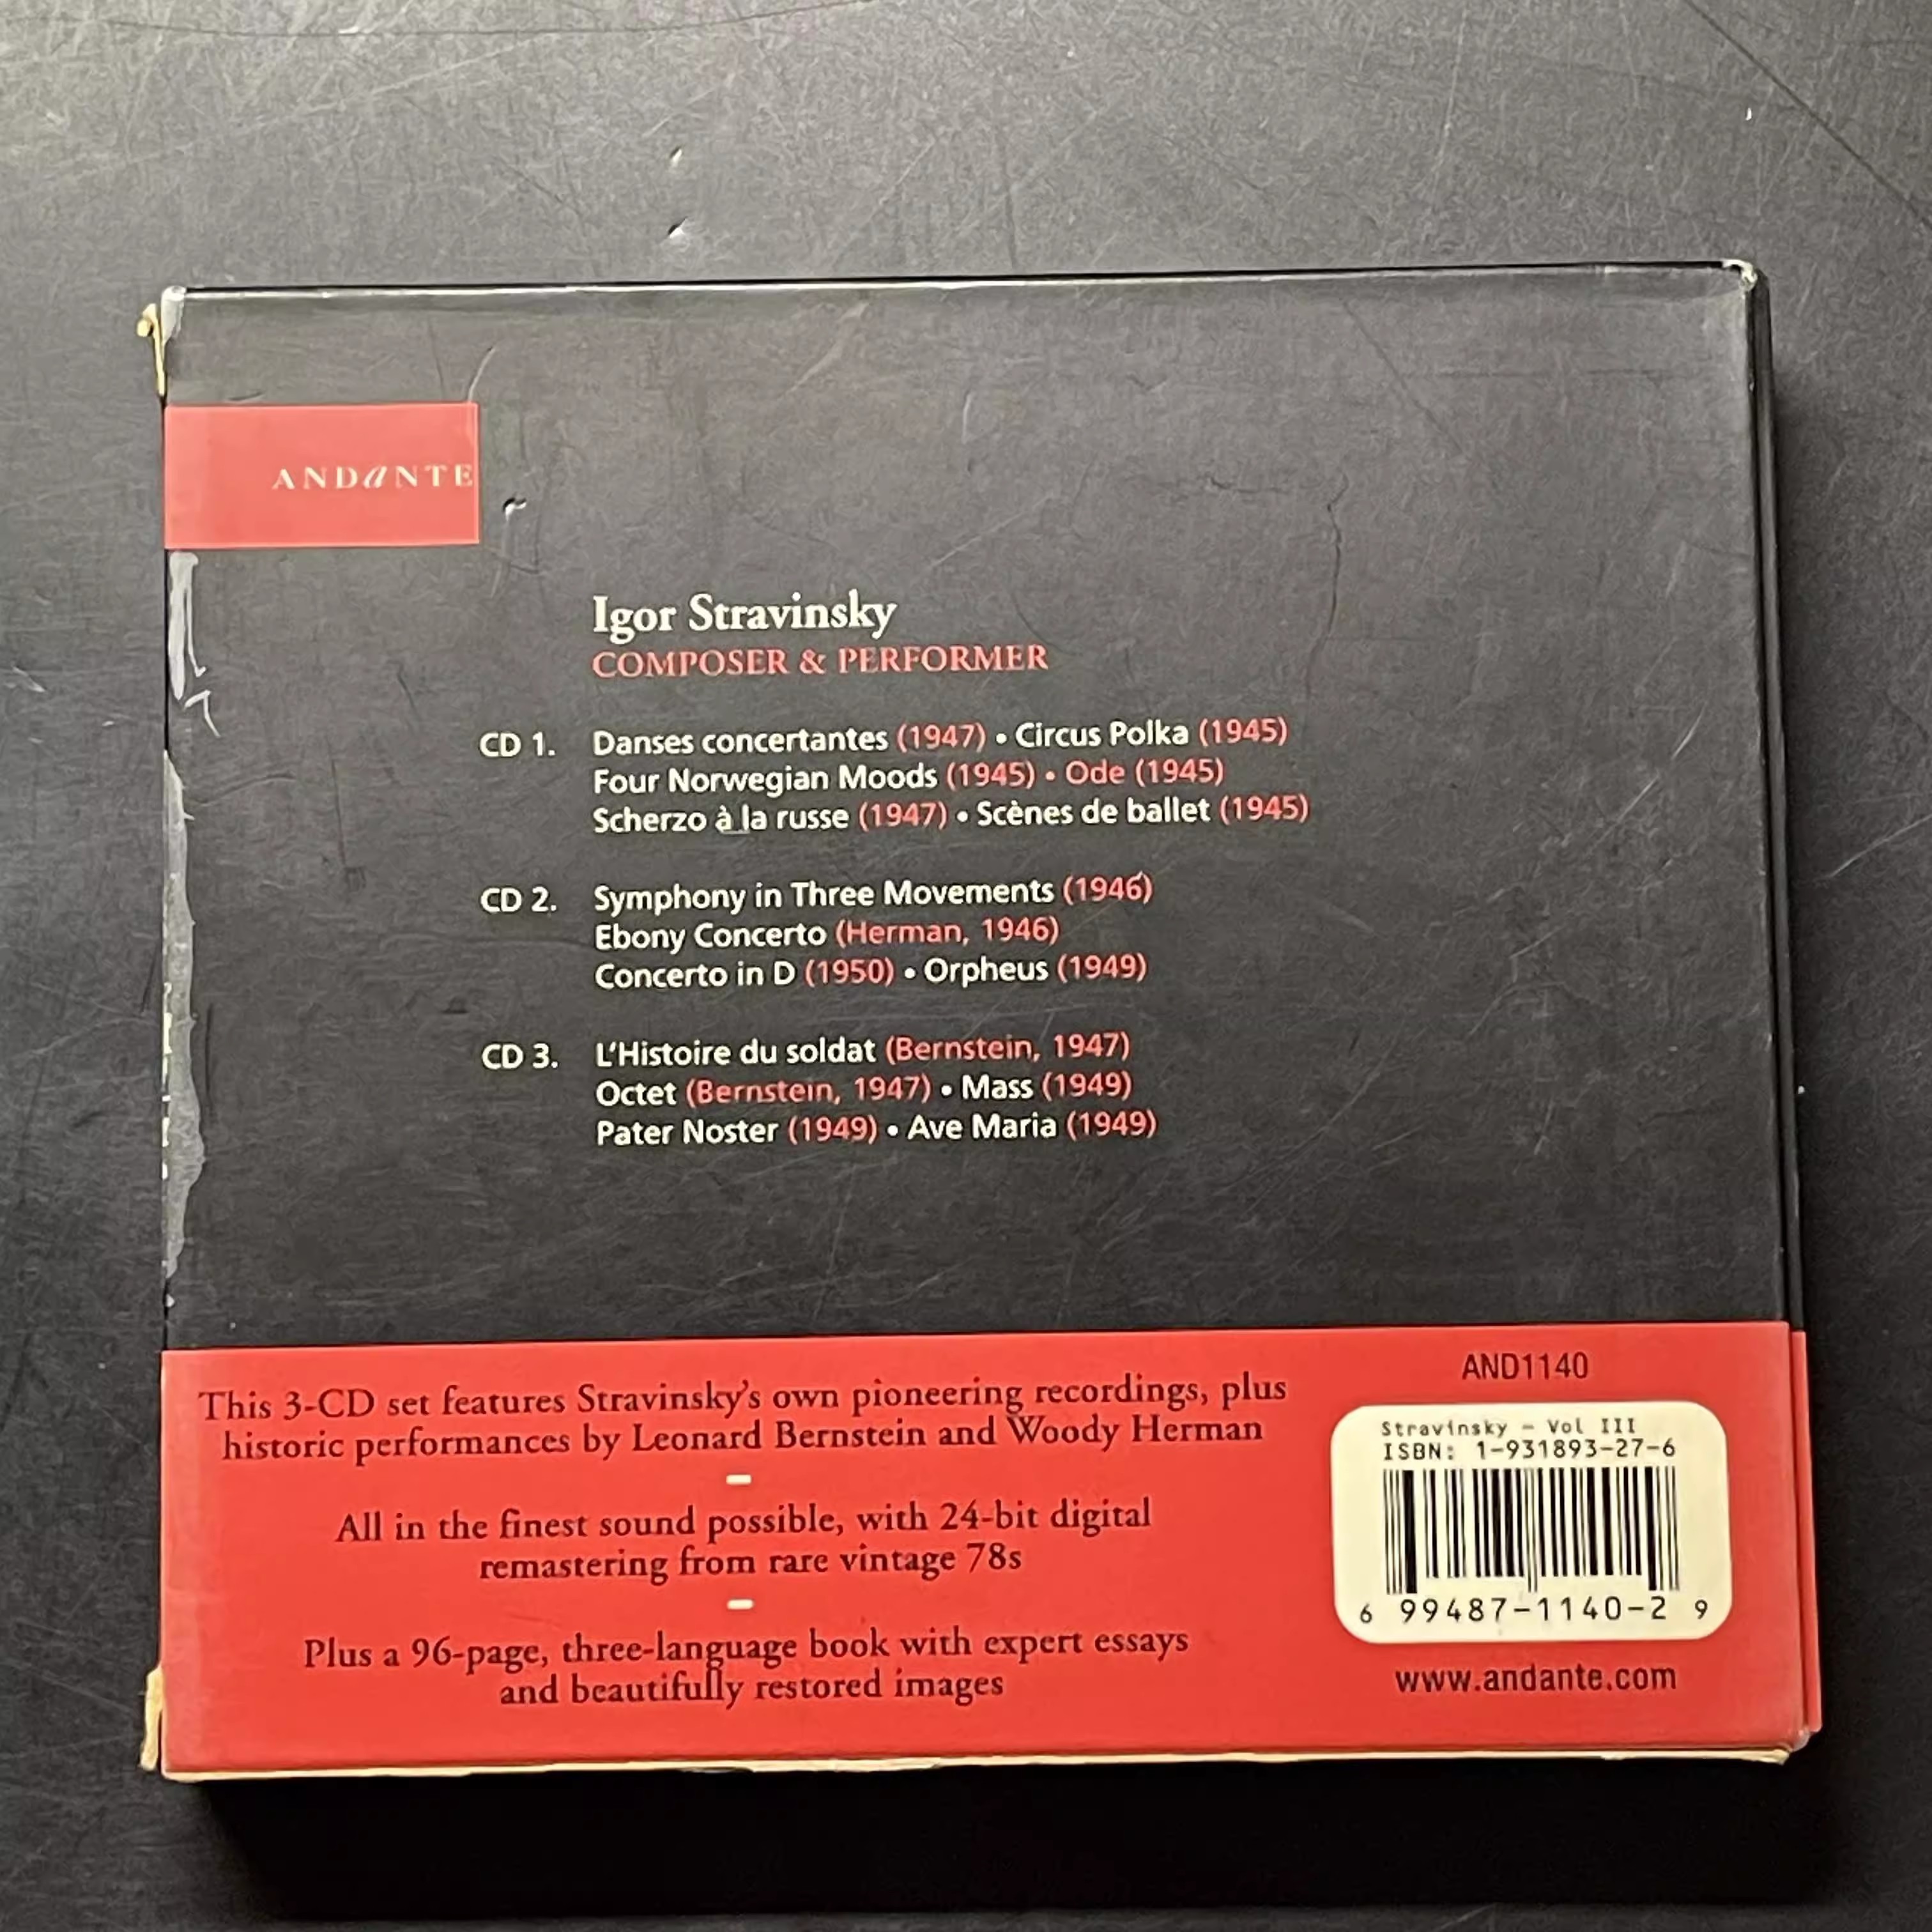 ANDaNTE
Igor Stravinsky
COMPOSER & PERFORMER
CD 1. Danses concertantes (1947) • Circus Polka (1945)
Four Norwegian Moods (1945) • Ode (1945)
Scherzo à la russe (1947) • Scènes de ballet (1945)
CD 2. Symphony in Three Movements (1946)
Ebony Concerto (Herman, 1946)
Concerto in D (1950) • Orpheus (1949)
CD 3. L'Histoire du soldat (Bernstein, 1947)
Octet (Bernstein, 1947) • Mass (1949)
Pater Noster (1949) • Ave Maria (1949)
This 3-CD set features Stravinsky's own pioneering recordings, plus
historic performances by Leonard Bernstein and Woody Herman
All in the finest sound possible, with 24-bit digital
remastering from rare vintage 78s
Plus a 96-page, three-language book with expert essays
and beautifully restored images
AND1140
Stravinsky - Vol III
ISBN: 1-931893-27-6
6 99487-1140-2 9
www.andante.com